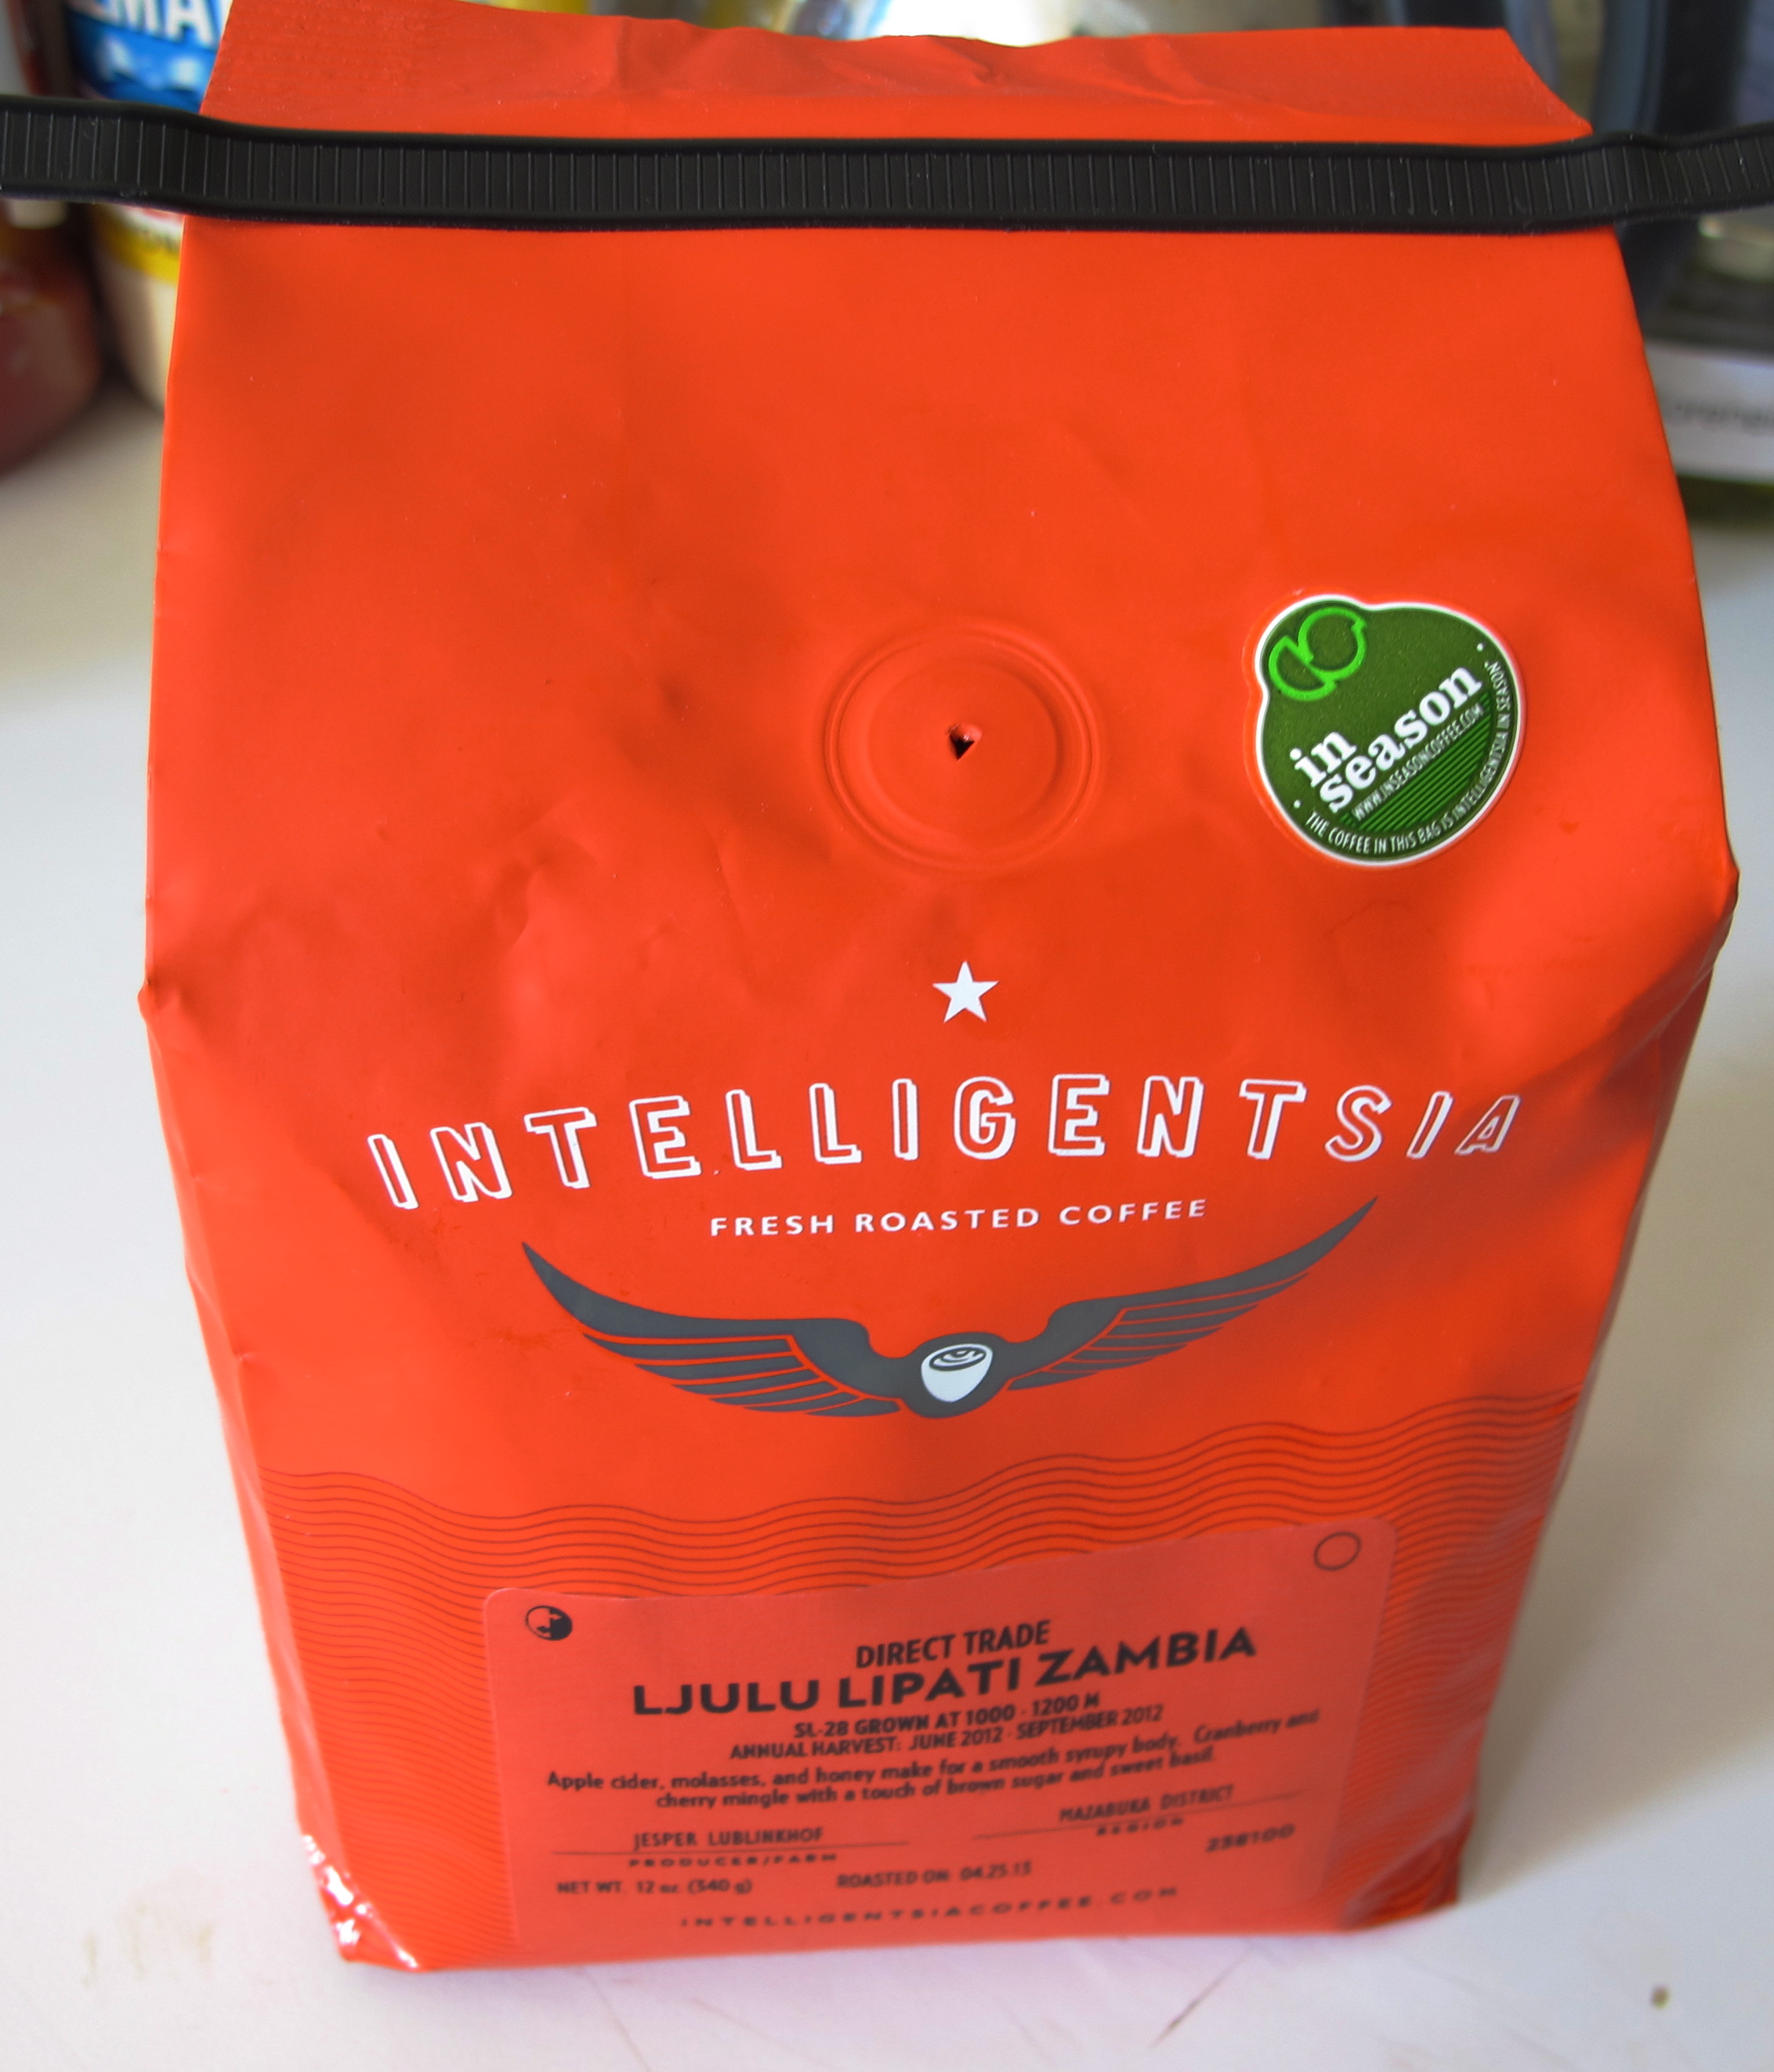 in
season
WWW.INSEASONCOFFEE.COM
THE COFFEE IN THIS BAG IS INTELLIGENTSIA IN SEASON
INTELLIGENTSIA
FRESH ROASTED COFFEE
DIRECT TRADE
LJULU LIPATI ZAMBIA
SL-28 GROWN AT 1000 - 1200 M
ANNUAL HARVEST: JUNE 2012 - SEPTEMBER 2012
Apple cider, molasses, and honey make for a smooth syrupy body. Cranberry and
cherry mingle with a touch of brown sugar and sweet basil.
JESPER LUBLINKHOF MAZABUKA DISTRICT
PRODUCER/FARM REGION
238100
NET WT. 12 oz. (340 g) ROASTED ON: 04.25.13
INTELLIGENTSIACOFFEE.COM